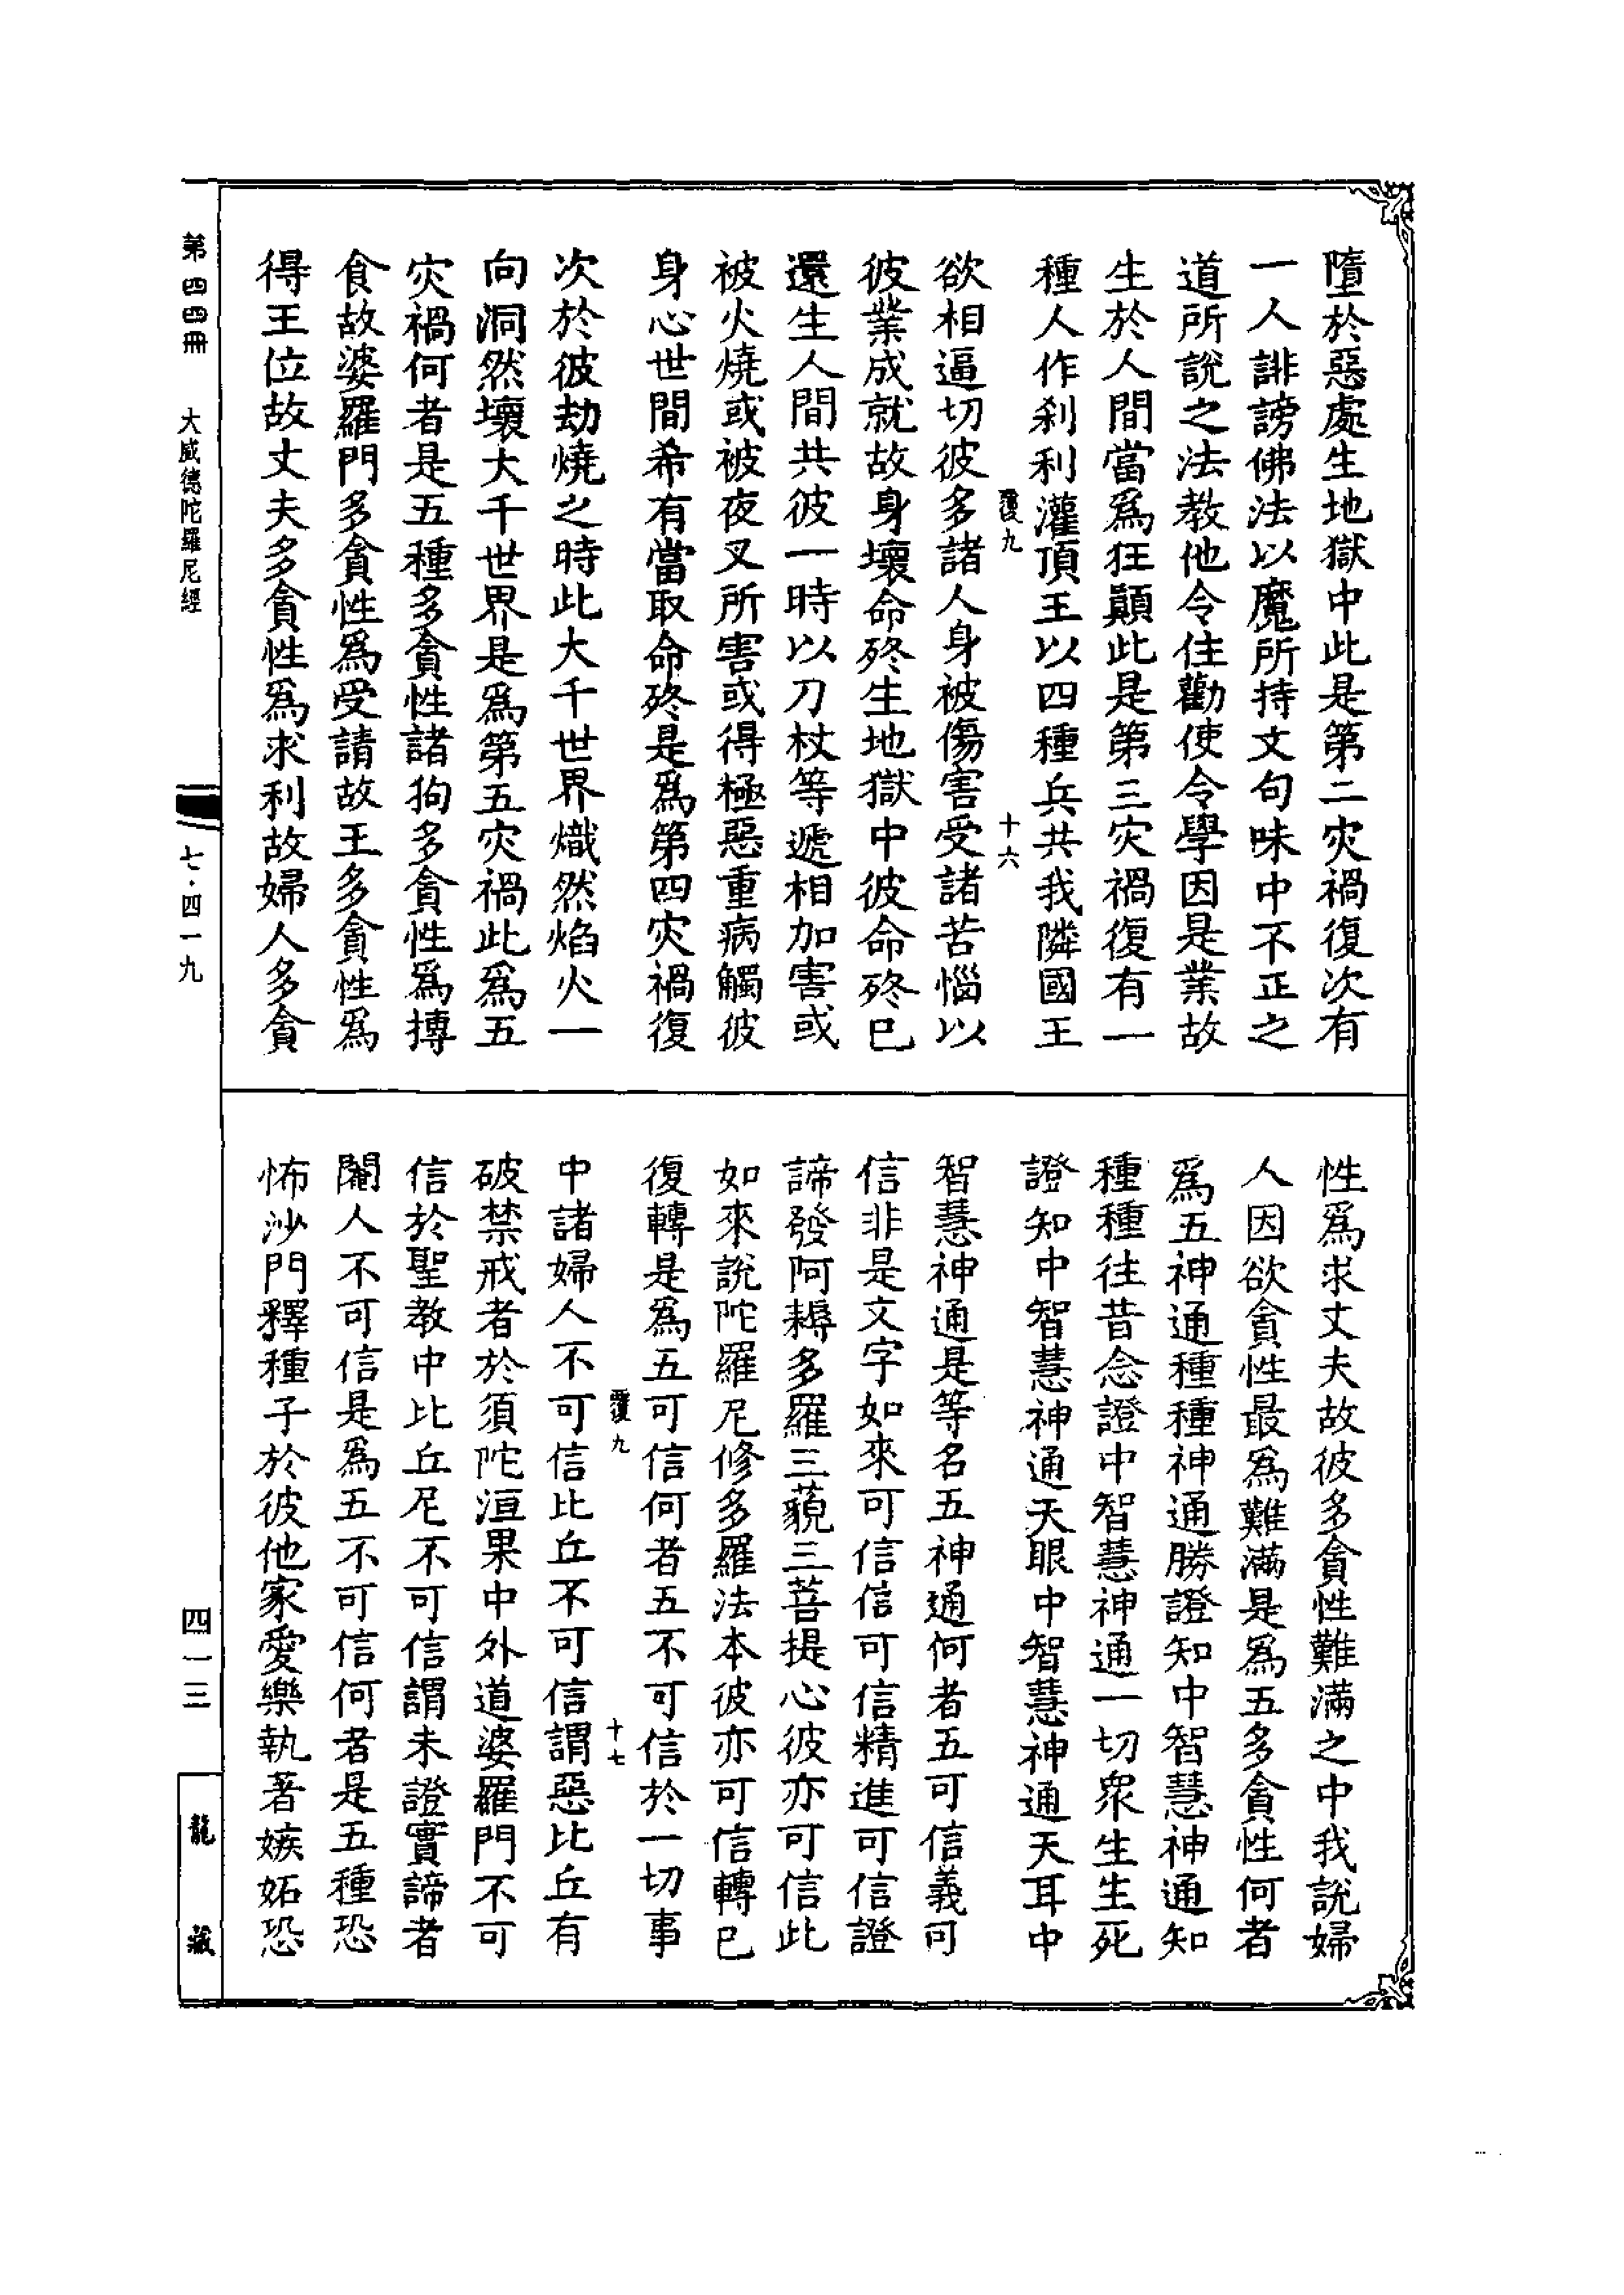 墮於惡處生地獄中此是第二灾禍復次有
一人誹謗佛法以魔所持文句味中不正之
道所說之法教他令住勸使令學因是業故
生於人間當爲狂顚此是第三灾禍復有一
種人作刹利灌頂王以四種兵共我隣國王
覆九 十六
欲相逼切彼多諸人身被傷害受諸苦惱以
彼業成就故身壞命終生地獄中彼命終已
還生人間共彼一時以刀杖等遞相加害或
被火燒或被夜叉所害或得極惡重病觸彼
身心世間希有當取命終是爲第四灾禍復
次於彼劫燒之時此大千世界熾然焰火一
向洞然壞大千世界是爲第五灾禍此爲五
灾禍何者是五種多貪性諸狗多貪性爲摶
食故婆羅門多貪性爲受請故王多貪性爲
得王位故丈夫多貪性爲求利故婦人多貪
性爲求丈夫故彼多貪性難滿之中我說婦
人因欲貪性最爲難滿是爲五多貪性何者
爲五神通種種神通勝證知中智慧神通知
種種往昔念證中智慧神通一切衆生生死
證知中智慧神通天眼中智慧神通天耳中
智慧神通是等名五神通何者五可信義可
信非是文字如來可信信可信精進可信證
諦發阿耨多羅三藐三菩提心彼亦可信此
如來說陀羅尼修多羅法本彼亦可信轉已
復轉是爲五可信何者五不可信於一切事
覆九 十七
中諸婦人不可信比丘不可信謂惡比丘有
破禁戒者於須陀洹果中外道婆羅門不可
信於聖教中比丘尼不可信謂未證實諦者
閹人不可信是爲五不可信何者是五種恐
怖沙門釋種子於彼他家愛樂執著嫉妬恐
第四四冊 大威德陀羅尼經
七·四一九
四一三
龍藏